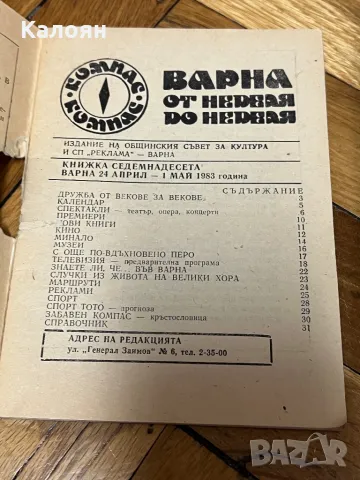 Калоян
КОМПАС
КОМПАС
ВАРНА
ОТ НЕДЕЛЯ
ДО НЕДЕЛЯ
ИЗДАНИЕ НА ОБЩИНСКИЯ СЪВЕТ ЗА КУЛТУРА
И СП „РЕКЛАМА" — ВАРНА
КНИЖКА СЕДЕМНАДЕСЕТА
ВАРНА 24 АПРИЛ — 1 МАЙ 1983 година
СЪДЪРЖАНИЕ
ДРУЖБА ОТ ВЕКОВЕ ЗА ВЕКОВЕ 3
КАЛЕНДАР 5
СПЕКТАКЛИ — театър, опера, концерти 6
ПРЕМИЕРИ 10
НОВИ КНИГИ 11
КИНО 12
МИНАЛО 14
МУЗЕИ 16
С ОЩЕ ПО-ВДЪХНОВЕНО ПЕРО 17
ТЕЛЕВИЗИЯ — предварителна програма 18
ЗНАЕТЕ ЛИ, ЧЕ.. ВЪВ ВАРНА 22
СЛУЧКИ ИЗ ЖИВОТА НА ВЕЛИКИ ХОРА 23
МАРШРУТИ 24
РЕКЛАМИ 25
СПОРТ 28
СПОРТ ТОТО — прогноза 29
ЗАБАВЕН КОМПАС — кръстословица 30
СПРАВОЧНИК 31
АДРЕС НА РЕДАКЦИЯТА
ул. „Генерал Заимов" № 6, тел. 2-35-00
BAZAR